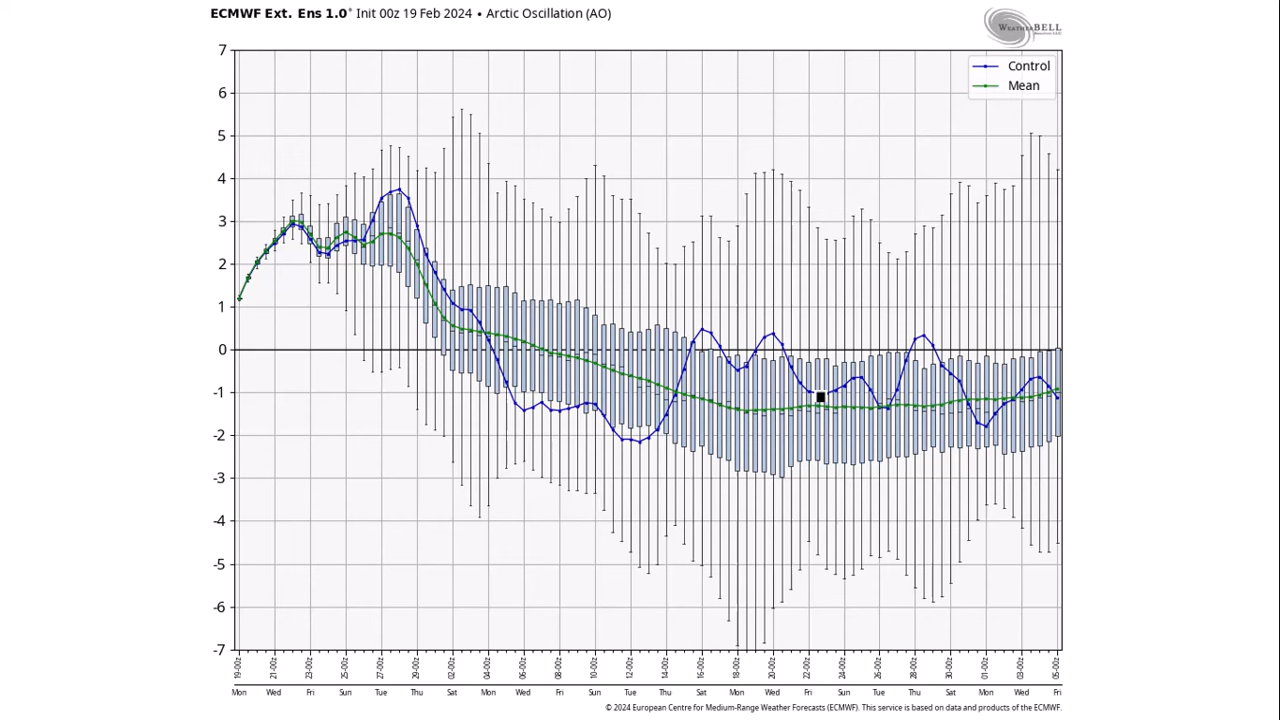 ECMWF Ext. Ens 1.0° Init 00z 19 Feb 2024 • Arctic Oscillation (AO)
WEATHERBELL
Control
Mean
7
6
5
4
3
2
1
0
-1
-2
-3
-4
-5
-6
-7
19-00z 21-00z 23-00z 25-00z 27-00z 29-00z 02-00z 04-00z 06-00z 08-00z 10-00z 12-00z 14-00z 16-00z 18-00z 20-00z 22-00z 24-00z 26-00z 28-00z 30-00z 01-00z 03-00z 05-00z
Mon Wed Fri Sun Tue Thu Sat Mon Wed Fri Sun Tue Thu Sat Mon Wed Fri Sun Tue Thu Sat Mon Wed Fri
© 2024 European Centre for Medium-Range Weather Forecasts (ECMWF). This service is based on data and products of the ECMWF.